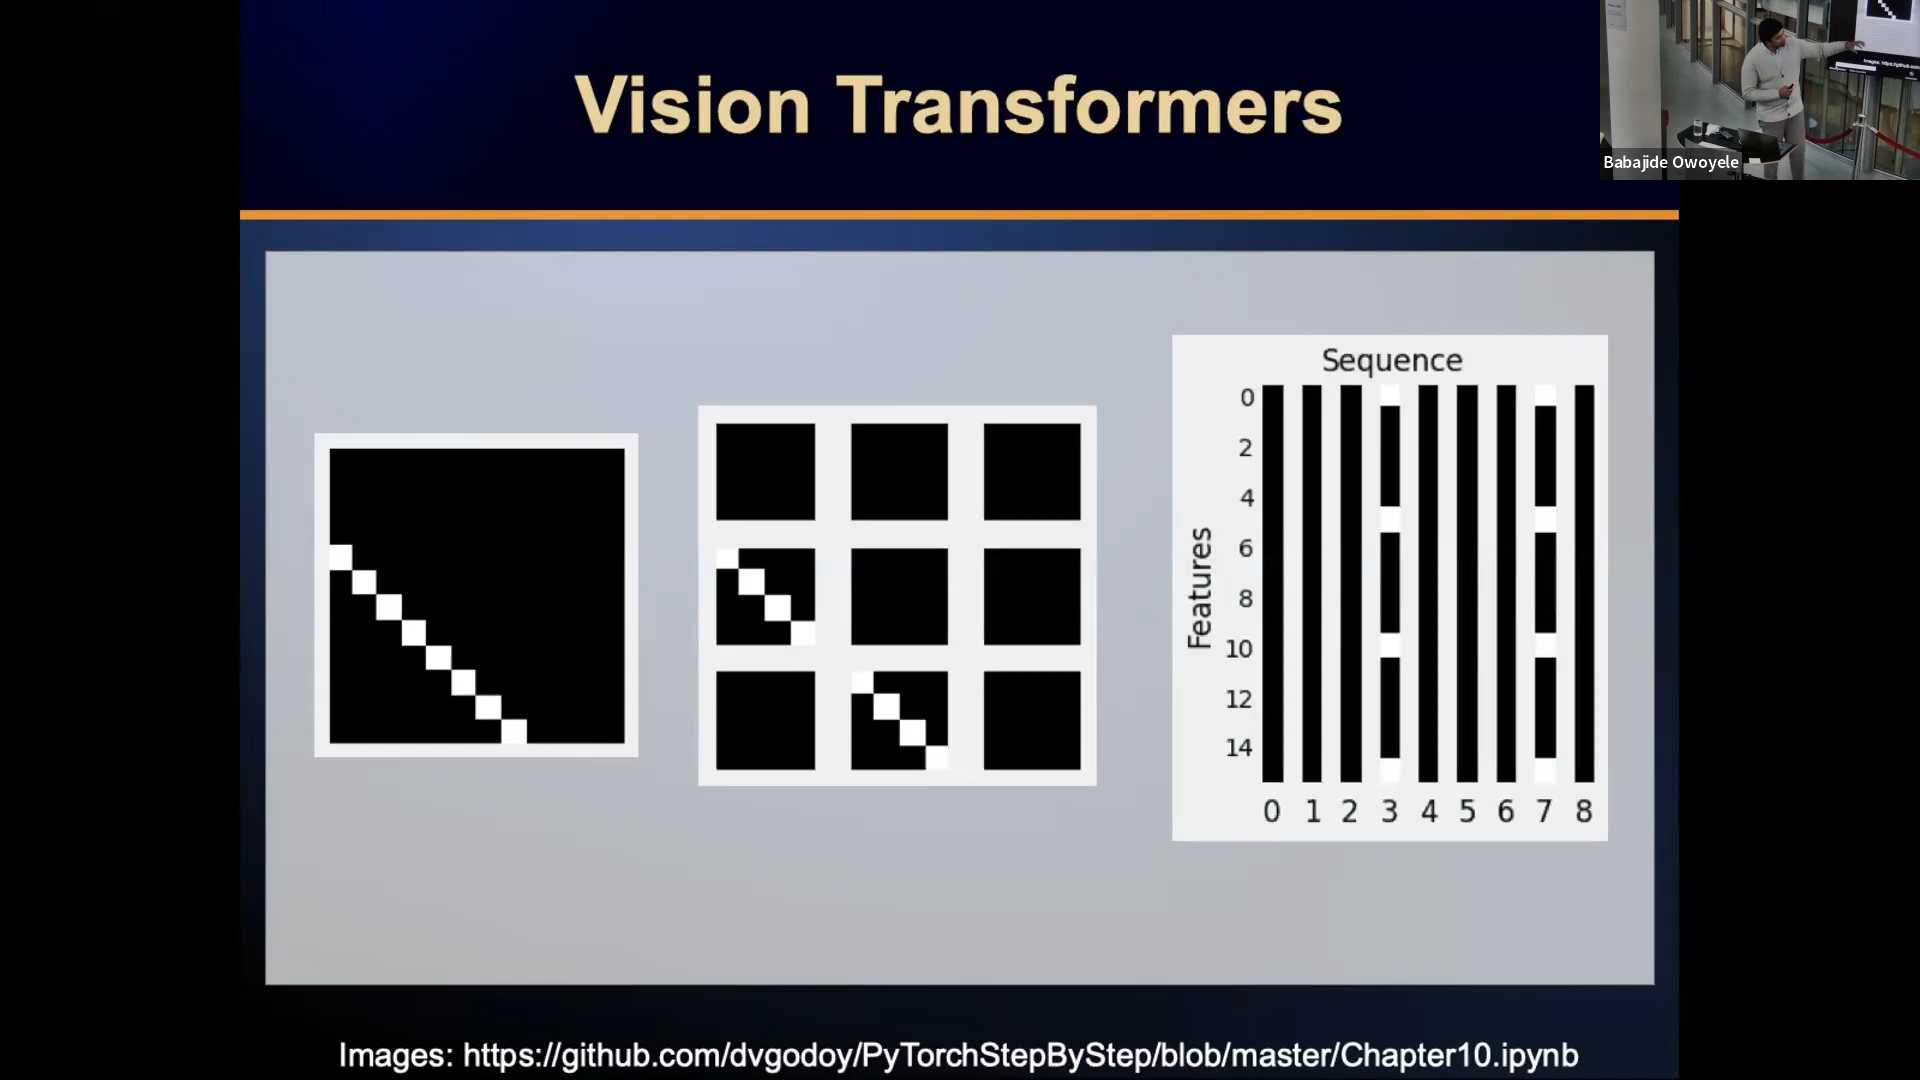 Vision Transformers
Babajide Owoyele
Sequence
Features
0
2
4
6
8
10
12
14
0 1 2 3 4 5 6 7 8
Images: https://github.com/dvgodoy/PyTorchStepByStep/blob/master/Chapter10.ipynb